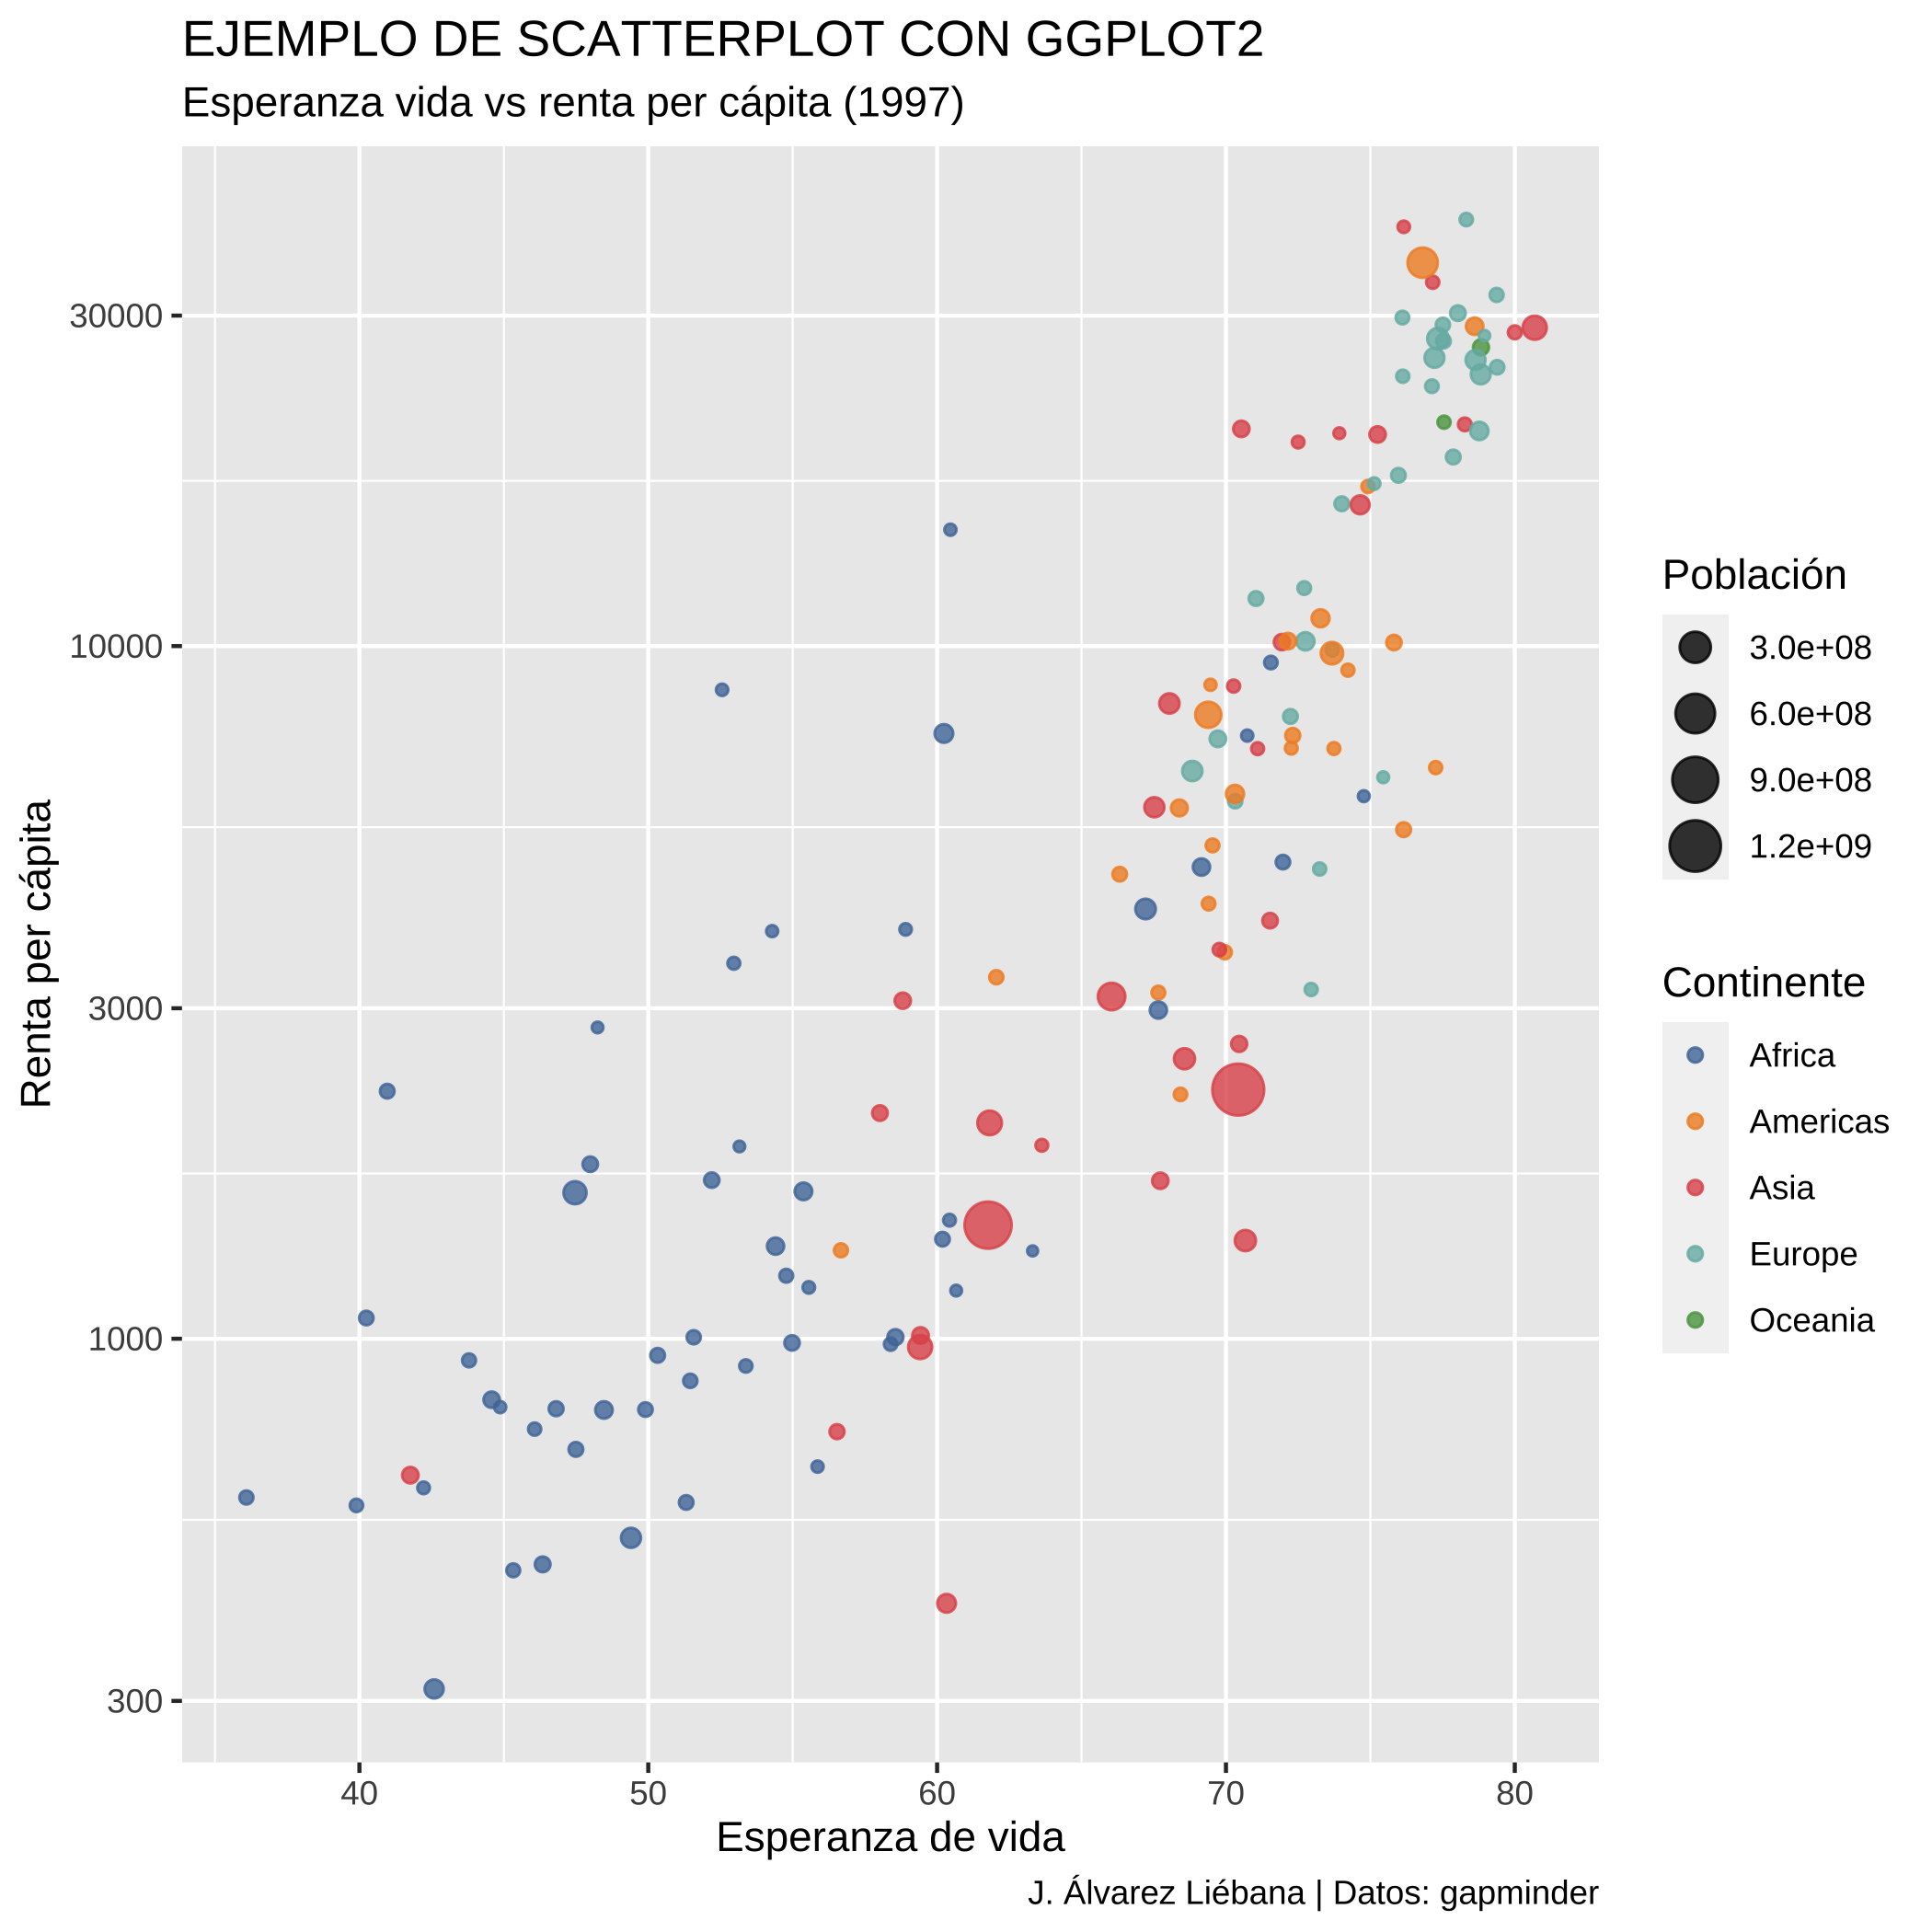 EJEMPLO DE SCATTERPLOT CON GGPLOT2
Esperanza vida vs renta per cápita (1997)
Renta per cápita
30000
10000
3000
1000
300
40 50 60 70 80
Esperanza de vida
J. Álvarez Liébana | Datos: gapminder
Población
3.0e+08
6.0e+08
9.0e+08
1.2e+09
Continente
Africa
Americas
Asia
Europe
Oceania